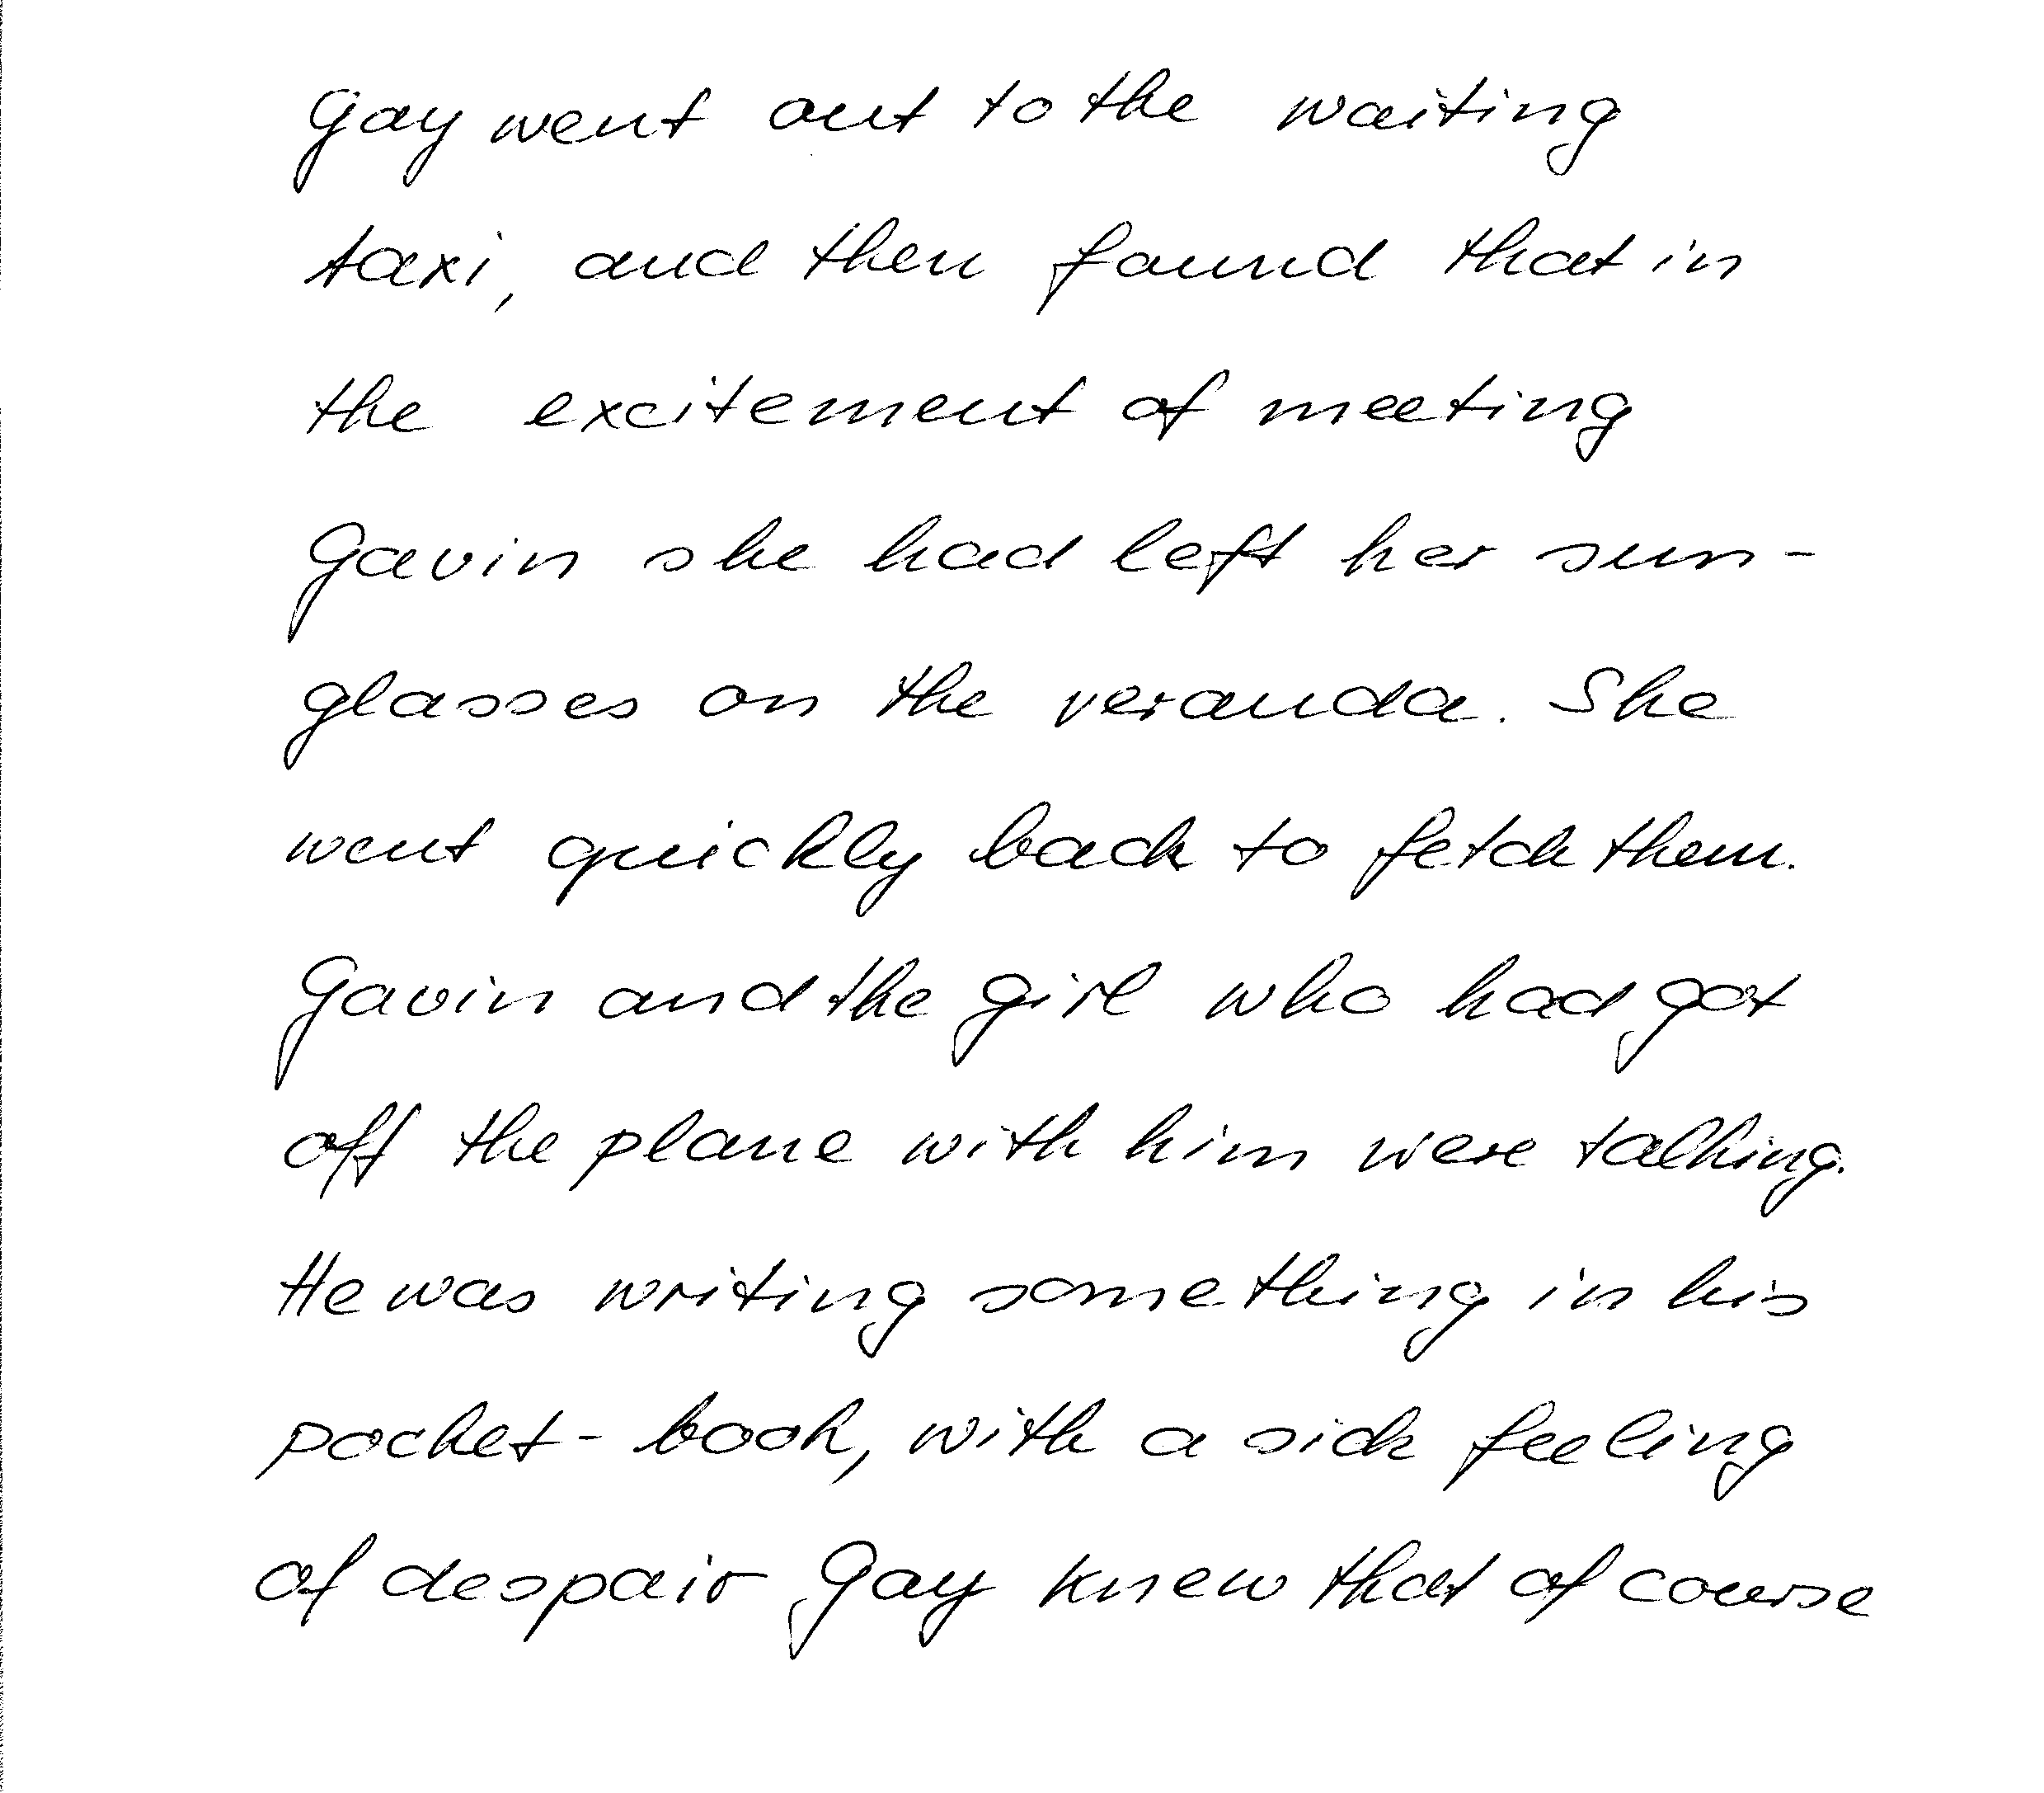 Gay went out to the waiting
taxi, and then found that in
the excitement of meeting
Gavin she had left her sun-
glasses on the veranda. She
went quickly back to fetch them.
Gavin and the girl who had got
off the plane with him were talking.
He was writing something in his
pocket-book, with a sick feeling
of despair Gay knew that of course